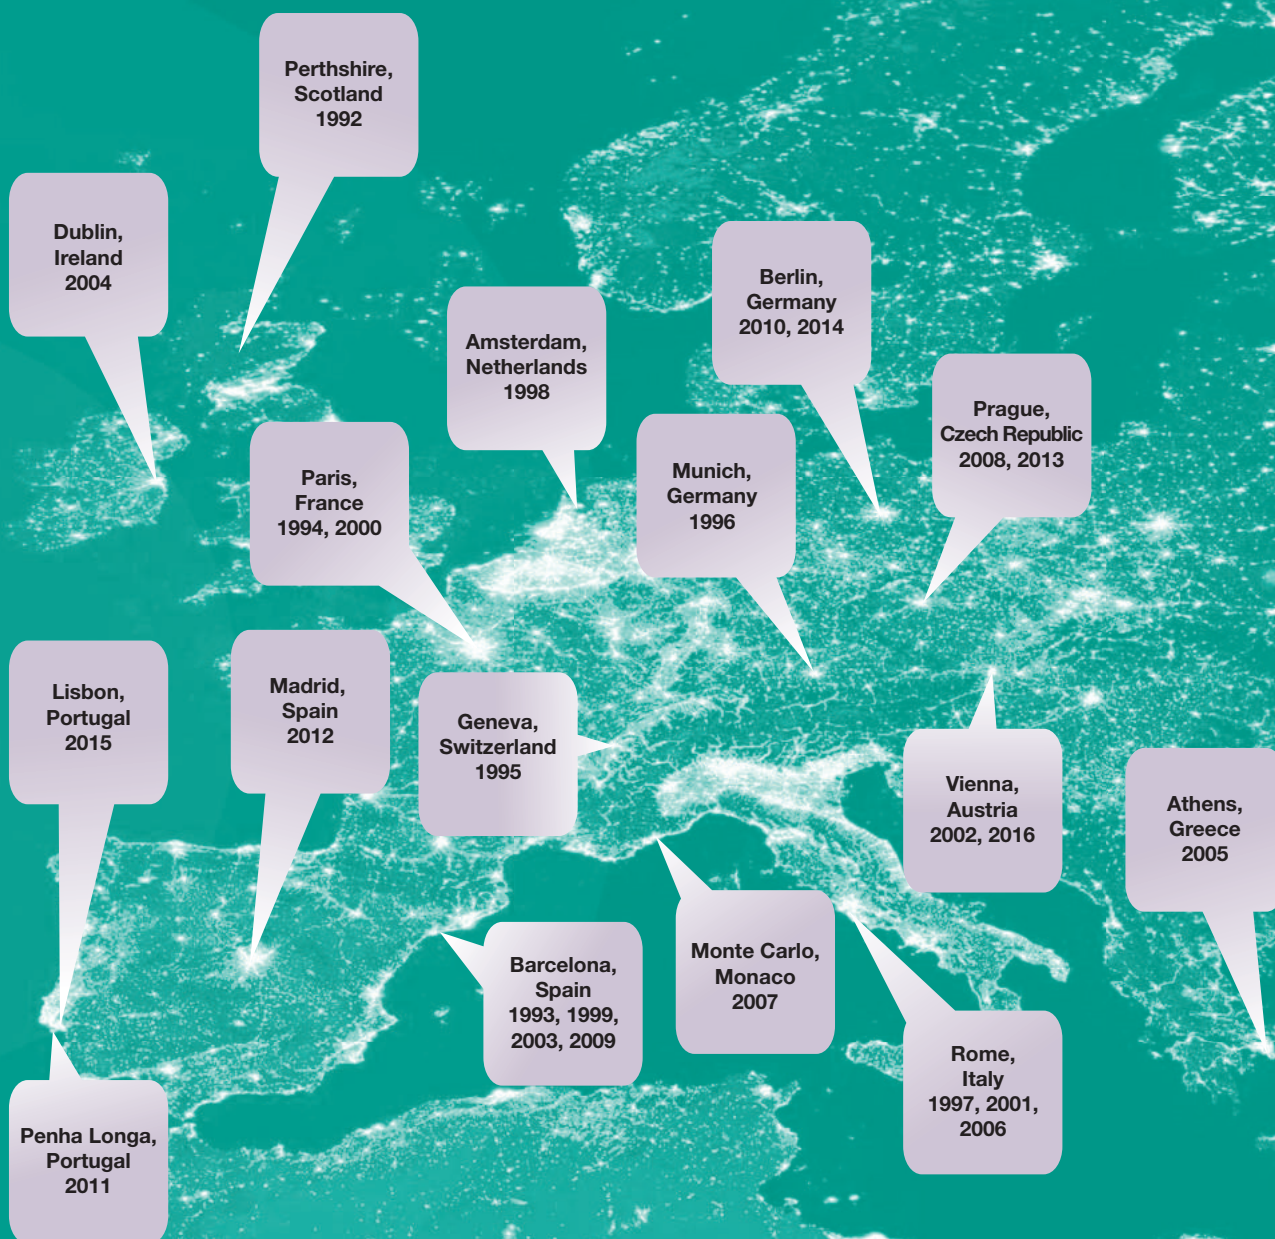 Perthshire,
Scotland
1992
Dublin,
Ireland
2004
Berlin,
Germany
2010, 2014
Amsterdam,
Netherlands
1998
Prague,
Czech Republic
2008, 2013
Paris,
France
1994, 2000
Munich,
Germany
1996
Lisbon,
Portugal
2015
Madrid,
Spain
2012
Geneva,
Switzerland
1995
Vienna,
Austria
2002, 2016
Athens,
Greece
2005
Barcelona,
Spain
1993, 1999,
2003, 2009
Monte Carlo,
Monaco
2007
Rome,
Italy
1997, 2001,
2006
Penha Longa,
Portugal
2011